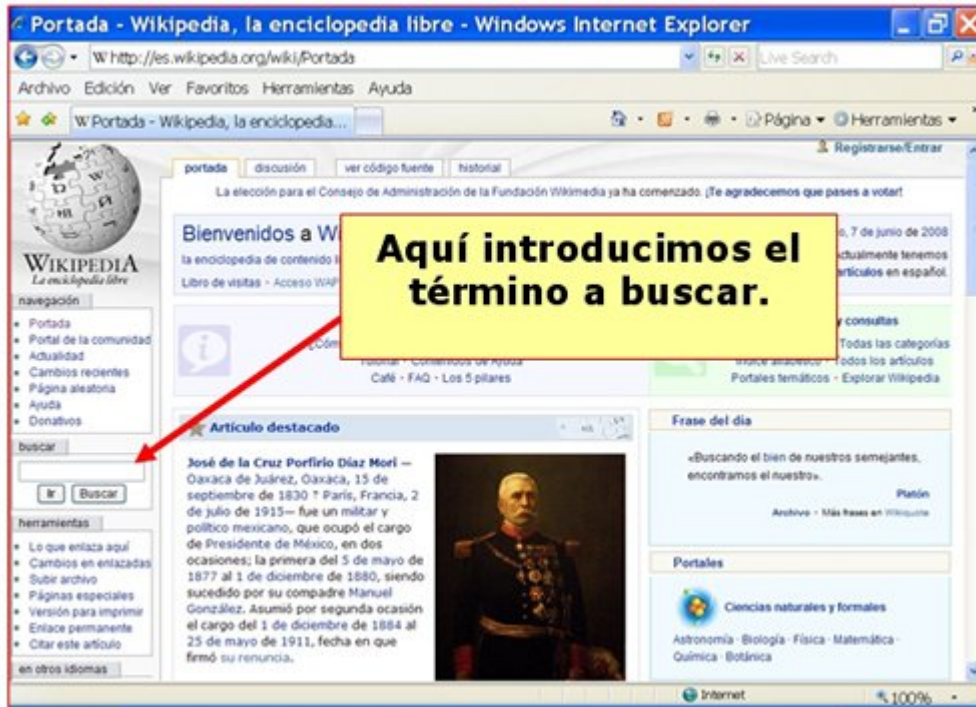 Portada - Wikipedia, la enciclopedia libre - Windows Internet Explorer
W http://es.wikipedia.org/wiki/Portada
Live Search
Archivo Edición Ver Favoritos Herramientas Ayuda
W Portada - Wikipedia, la enciclopedia...
Página
Herramientas
Registrarse/Entrar
portada discusión ver código fuente historial
La elección para el Consejo de Administración de la Fundación Wikimedia ya ha comenzado. ¡Te agradecemos que pases a votar!
WIKIPEDIA
La enciclopedia libre
navegación
Portada
Portal de la comunidad
Actualidad
Cambios recientes
Página aleatoria
Ayuda
Donativos
buscar
Ir Buscar
herramientas
Lo que enlaza aquí
Cambios en enlazadas
Subir archivo
Páginas especiales
Versión para imprimir
Enlace permanente
Citar este artículo
en otros idiomas
Bienvenidos a
la enciclopedia de contenido
Libro de visitas - Acceso WAP
, 7 de junio de 2008
actualmente tenemos
artículos en español.
Aquí introducimos el
término a buscar.
Tutorial - Contenidos de Ayuda
Café - FAQ - Los 5 pilares
y consultas
Todas las categorías
Índice alfabético - Todos los artículos
Portales temáticos - Explorar Wikipedia
Artículo destacado
José de la Cruz Porfirio Díaz Mori —
Oaxaca de Juárez, Oaxaca, 15 de
septiembre de 1830 † París, Francia, 2
de julio de 1915— fue un militar y
político mexicano, que ocupó el cargo
de Presidente de México, en dos
ocasiones; la primera del 5 de mayo de
1877 al 1 de diciembre de 1880, siendo
sucedido por su compadre Manuel
González. Asumió por segunda ocasión
el cargo del 1 de diciembre de 1884 al
25 de mayo de 1911, fecha en que
firmó su renuncia.
Frase del día
«Buscando el bien de nuestros semejantes,
encontramos el nuestro».
Platón
Archivo - Más frases en Wikiquote
Portales
Ciencias naturales y formales
Astronomía · Biología · Física · Matemática ·
Química · Botánica
Internet
100%